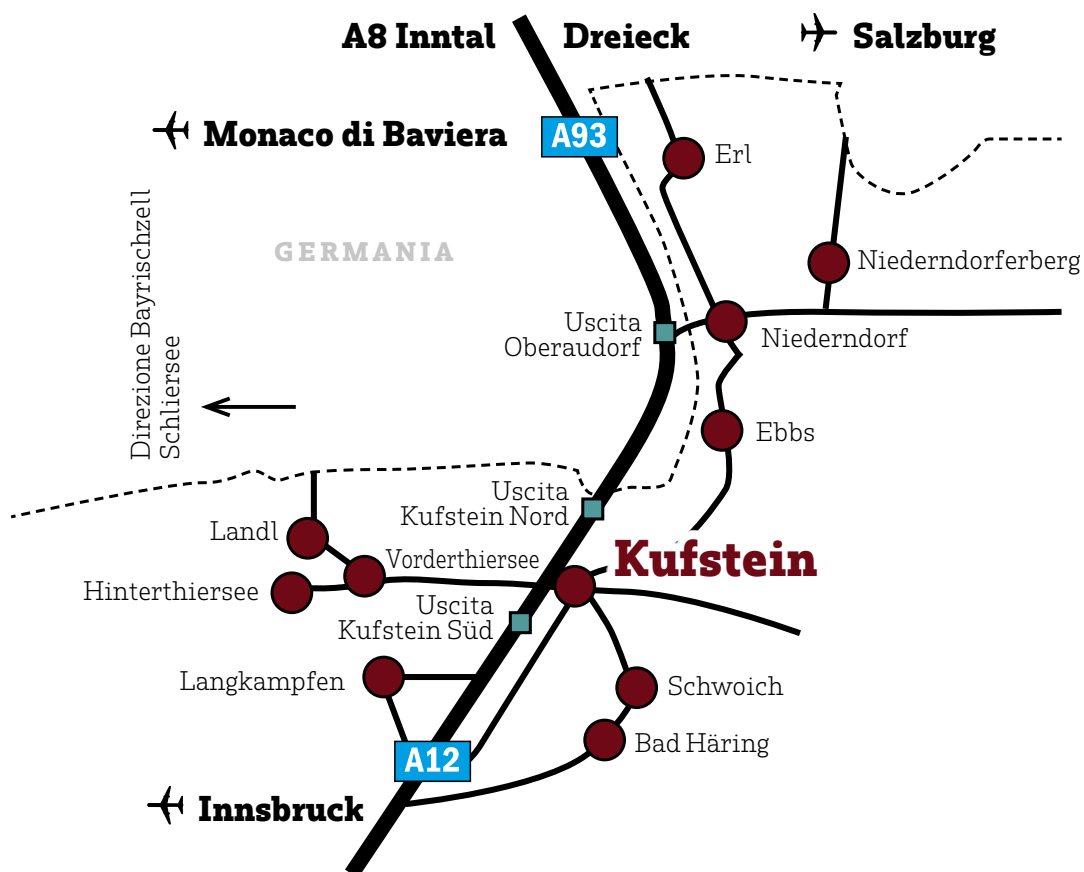 A8 Inntal Dreieck
Salzburg
Monaco di Baviera
A93
Erl
Direzione Bayrischzell
Schliersee
GERMANIA
Niederndorferberg
Uscita
Oberaudorf
Niederndorf
Ebbs
Uscita
Kufstein Nord
Landl
Vorderthiersee
Kufstein
Hinterthiersee
Uscita
Kufstein Süd
Langkampfen
Schwoich
Bad Häring
A12
Innsbruck